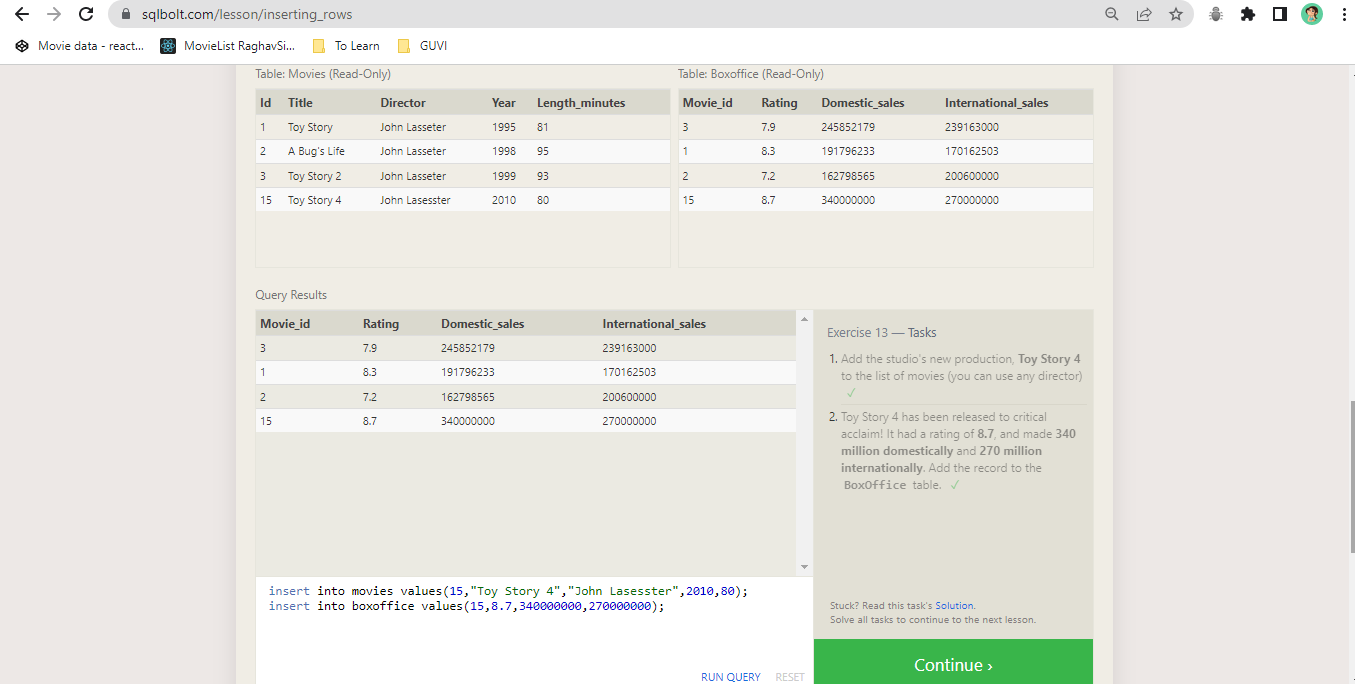 sqlbolt.com/lesson/inserting_rows
Movie data - react... MovieList RaghavSi... To Learn GUVI
Table: Movies (Read-Only)
Id Title Director Year Length_minutes
1 Toy Story John Lasseter 1995 81
2 A Bug's Life John Lasseter 1998 95
3 Toy Story 2 John Lasseter 1999 93
15 Toy Story 4 John Lasesster 2010 80
Table: Boxoffice (Read-Only)
Movie_id Rating Domestic_sales International_sales
3 7.9 245852179 239163000
1 8.3 191796233 170162503
2 7.2 162798565 200600000
15 8.7 340000000 270000000
Query Results
Movie_id Rating Domestic_sales International_sales
3 7.9 245852179 239163000
1 8.3 191796233 170162503
2 7.2 162798565 200600000
15 8.7 340000000 270000000
insert into movies values(15,"Toy Story 4","John Lasesster",2010,80);
insert into boxoffice values(15,8.7,340000000,270000000);
RUN QUERY RESET
Exercise 13 — Tasks
1. Add the studio's new production, Toy Story 4
to the list of movies (you can use any director)
✓
2. Toy Story 4 has been released to critical
acclaim! It had a rating of 8.7, and made 340
million domestically and 270 million
internationally. Add the record to the
BoxOffice table. ✓
Stuck? Read this task's Solution.
Solve all tasks to continue to the next lesson.
Continue ›